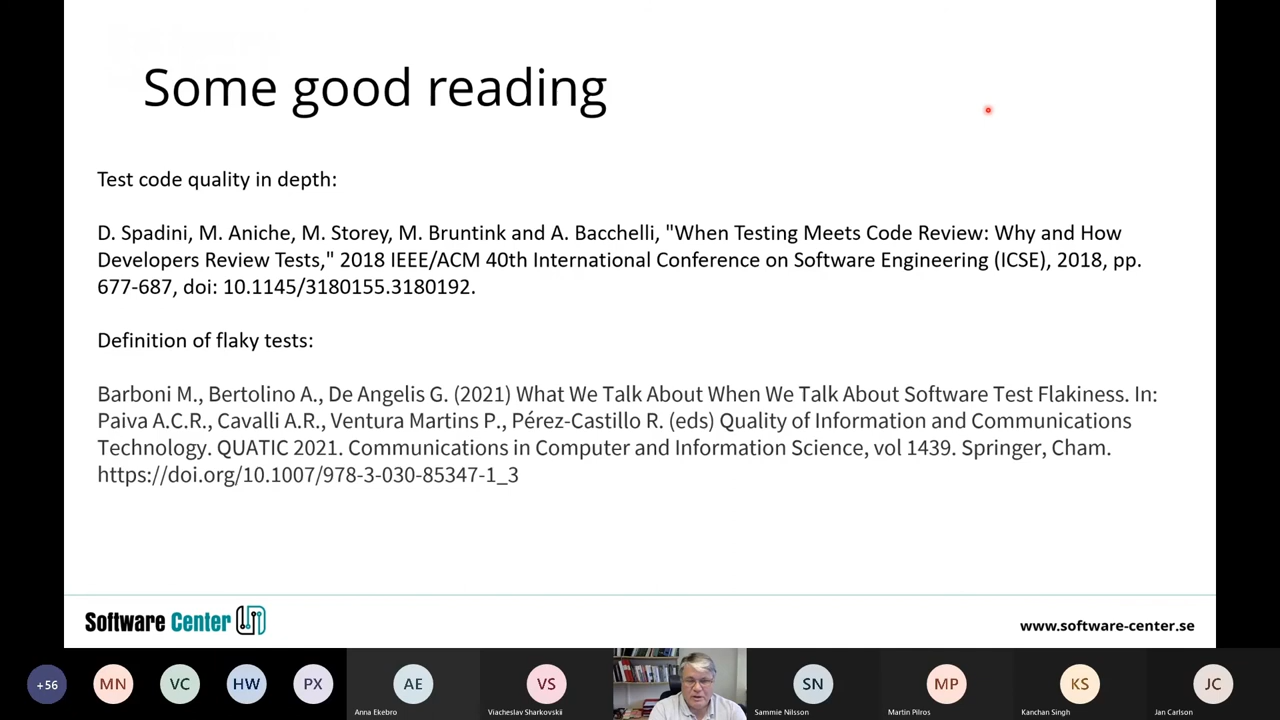 Some good reading
Test code quality in depth:
D. Spadini, M. Aniche, M. Storey, M. Bruntink and A. Bacchelli, "When Testing Meets Code Review: Why and How
Developers Review Tests," 2018 IEEE/ACM 40th International Conference on Software Engineering (ICSE), 2018, pp.
677-687, doi: 10.1145/3180155.3180192.
Definition of flaky tests:
Barboni M., Bertolino A., De Angelis G. (2021) What We Talk About When We Talk About Software Test Flakiness. In:
Paiva A.C.R., Cavalli A.R., Ventura Martins P., Pérez-Castillo R. (eds) Quality of Information and Communications
Technology. QUATIC 2021. Communications in Computer and Information Science, vol 1439. Springer, Cham.
https://doi.org/10.1007/978-3-030-85347-1_3
Software Center
www.software-center.se
+56 MN VC HW PX AE VS SN MP KS JC
Anna Ekebro Viacheslav Sharkovskii Sammie Nilsson Martin Pilros Kanchan Singh Jan Carlson